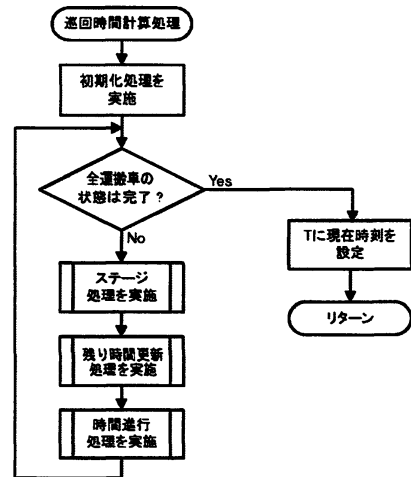 巡回時間計算処理
初期化処理を
実施
全運搬車の
状態は完了？
Yes
No
Tに現在時刻を
設定
ステージ
処理を実施
リターン
残り時間更新
処理を実施
時間進行
処理を実施